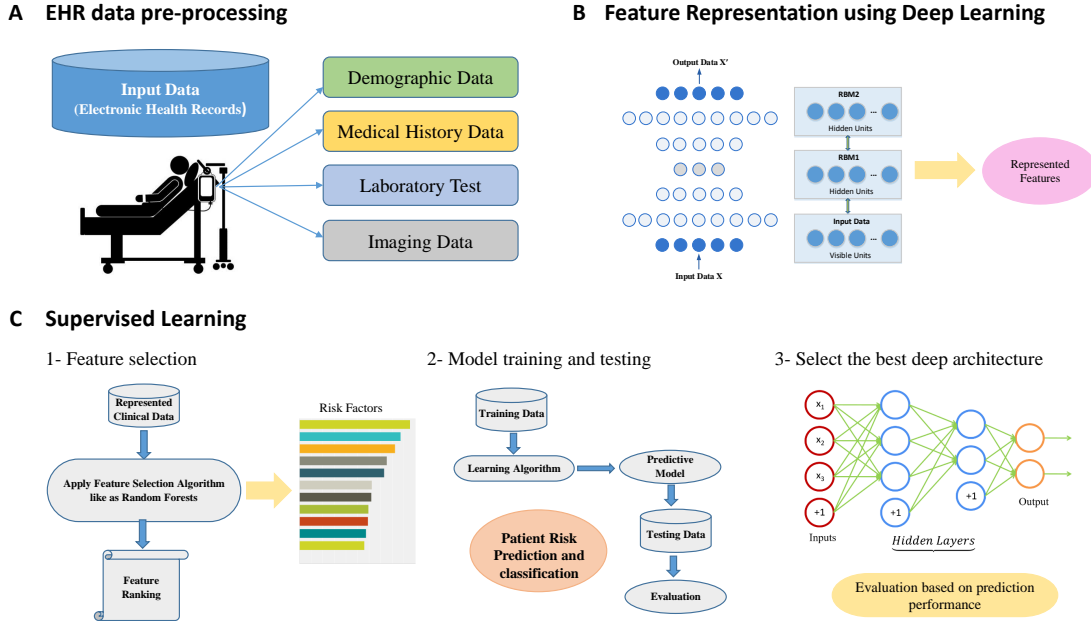 A EHR data pre-processing
Input Data
(Electronic Health Records)
Demographic Data
Medical History Data
Laboratory Test
Imaging Data
B Feature Representation using Deep Learning
Output Data X'
Input Data X
RBM2
...
Hidden Units
RBM1
...
Hidden Units
Input Data
...
Visible Units
Represented
Features
C Supervised Learning
1- Feature selection
Represented
Clinical Data
Apply Feature Selection Algorithm
like as Random Forests
Feature
Ranking
Risk Factors
2- Model training and testing
Training Data
Learning Algorithm
Predictive
Model
Testing Data
Evaluation
Patient Risk
Prediction and
classification
3- Select the best deep architecture
x1
x2
x3
+1
Inputs
+1
+1
Hidden Layers
Output
Evaluation based on prediction
performance